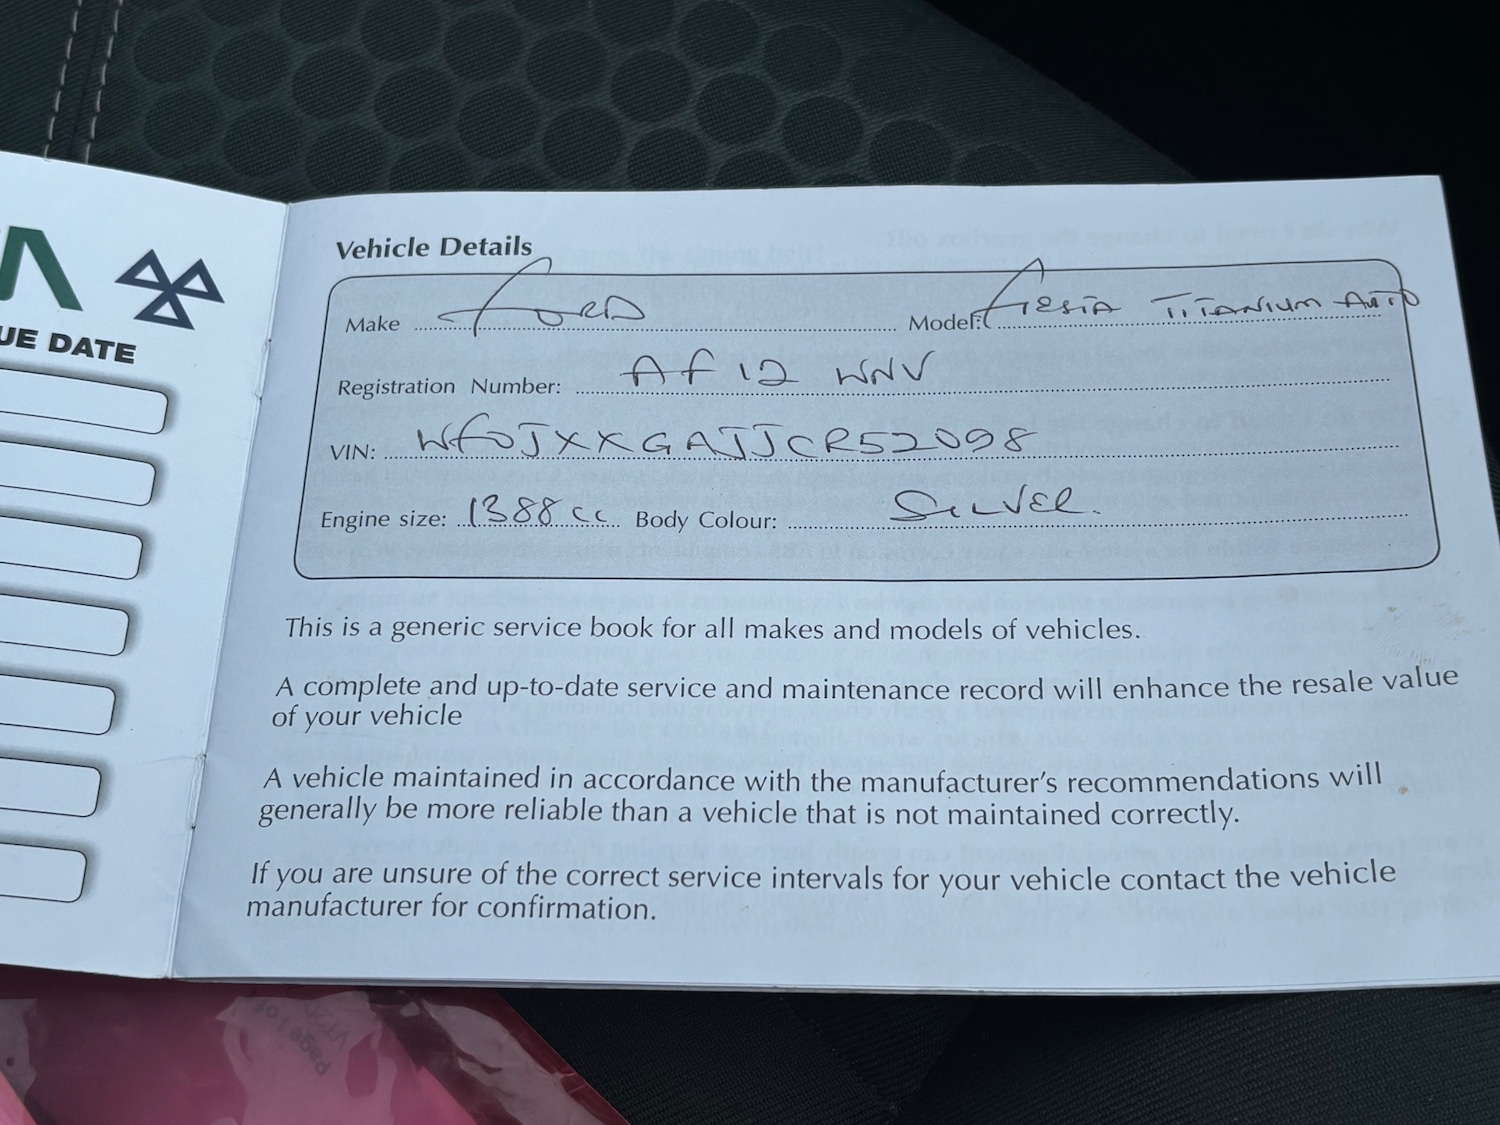 UE DATE
Vehicle Details
Make Ford Model: Fiesta Titanium Auto
Registration Number: AF12 WNV
VIN: WF0JXXGAJJCR52098
Engine size: 1388cc Body Colour: Silver.
This is a generic service book for all makes and models of vehicles.
A complete and up-to-date service and maintenance record will enhance the resale value
of your vehicle
A vehicle maintained in accordance with the manufacturer's recommendations will
generally be more reliable than a vehicle that is not maintained correctly.
If you are unsure of the correct service intervals for your vehicle contact the vehicle
manufacturer for confirmation.